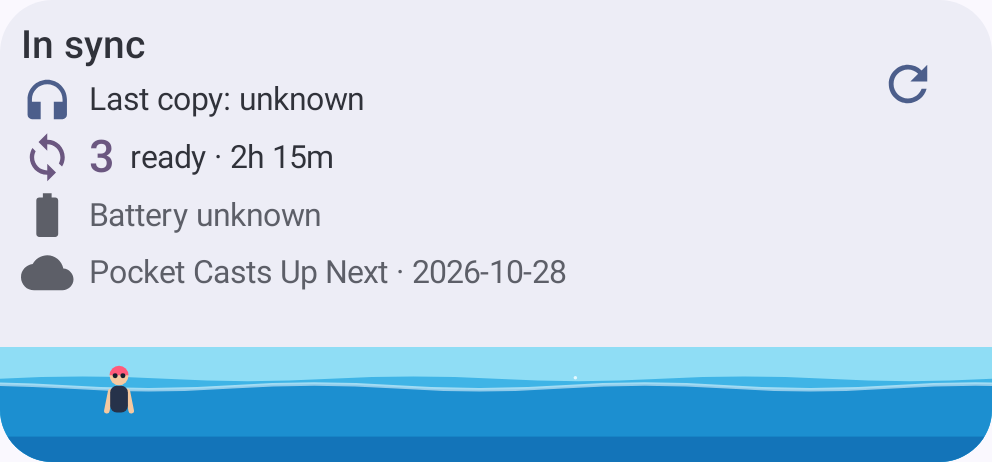 In sync
Last copy: unknown
3 ready · 2h 15m
Battery unknown
Pocket Casts Up Next · 2026-10-28